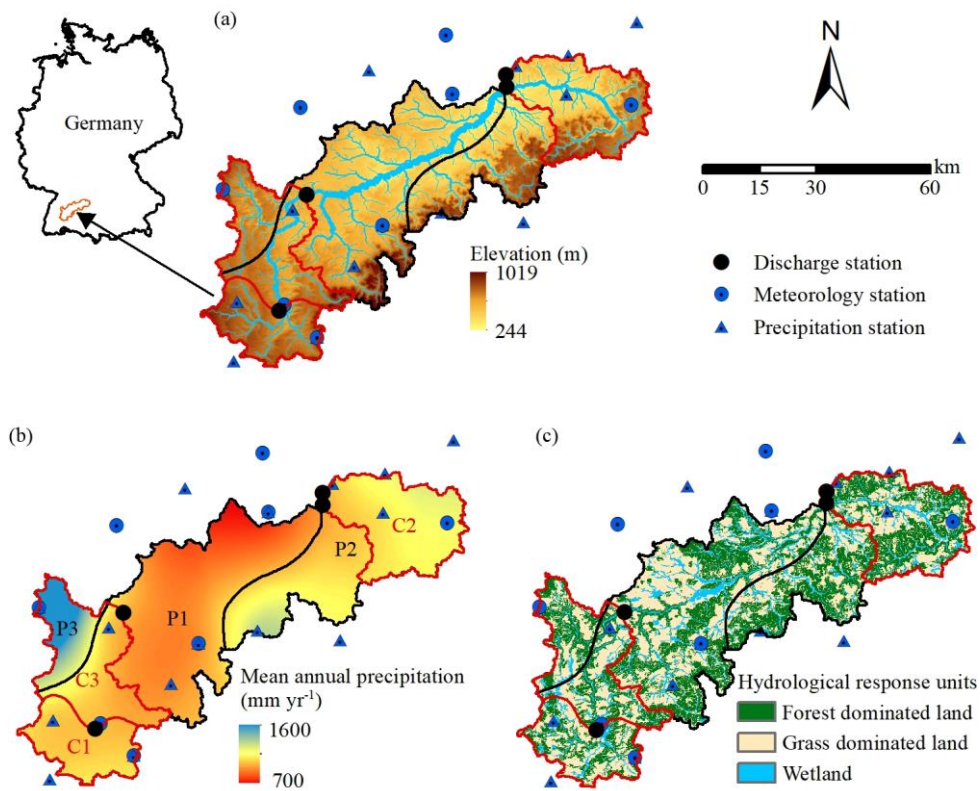 (a)
Germany
N
km
0 15 30 60
Elevation (m)
1019
244
Discharge station
Meteorology station
Precipitation station
(b)
C2
P2
P3
P1
C3
C1
Mean annual precipitation
(mm yr⁻¹)
1600
700
(c)
Hydrological response units
Forest dominated land
Grass dominated land
Wetland